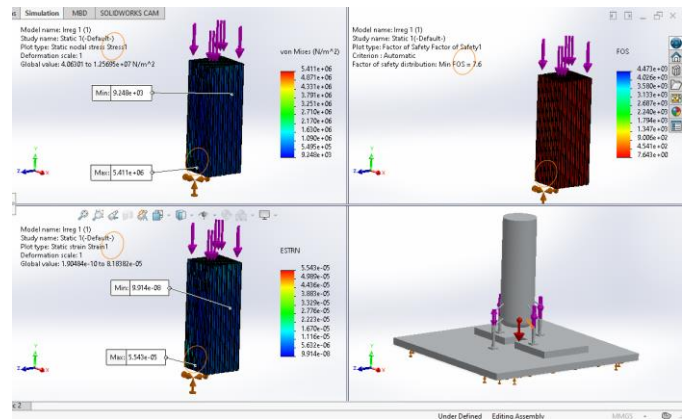 Simulation MBD SOLIDWORKS CAM
Model name: Irreg 1 (1)
Study name: Static 1(-Default-)
Plot type: Static nodal stress Stress1
Deformation scale: 1
Global value: 4.06301 to 1.25695e+07 N/m^2
von Mises (N/m^2)
5.411e+06
4.871e+06
4.331e+06
3.791e+06
3.251e+06
2.710e+06
2.170e+06
1.630e+06
1.090e+06
5.495e+05
9.248e+03
Min: 9.248e+03
Max: 5.411e+06
Model name: Irreg 1 (1)
Study name: Static 1(-Default-)
Plot type: Factor of Safety Factor of Safety1
Criterion : Automatic
Factor of safety distribution: Min FOS = 7.6
FOS
4.473e+03
4.026e+03
3.580e+03
3.133e+03
2.687e+03
2.240e+03
1.794e+03
1.347e+03
9.006e+02
4.541e+02
7.643e+00
Model name: Irreg 1 (1)
Study name: Static 1(-Default-)
Plot type: Static strain Strain1
Deformation scale: 1
Global value: 1.90484e-10 to 8.18382e-05
ESTRN
5.543e-05
4.989e-05
4.436e-05
3.883e-05
3.329e-05
2.776e-05
2.223e-05
1.670e-05
1.116e-05
5.632e-06
9.914e-08
Min: 9.914e-08
Max: 5.543e-05
Under Defined Editing Assembly MMGS